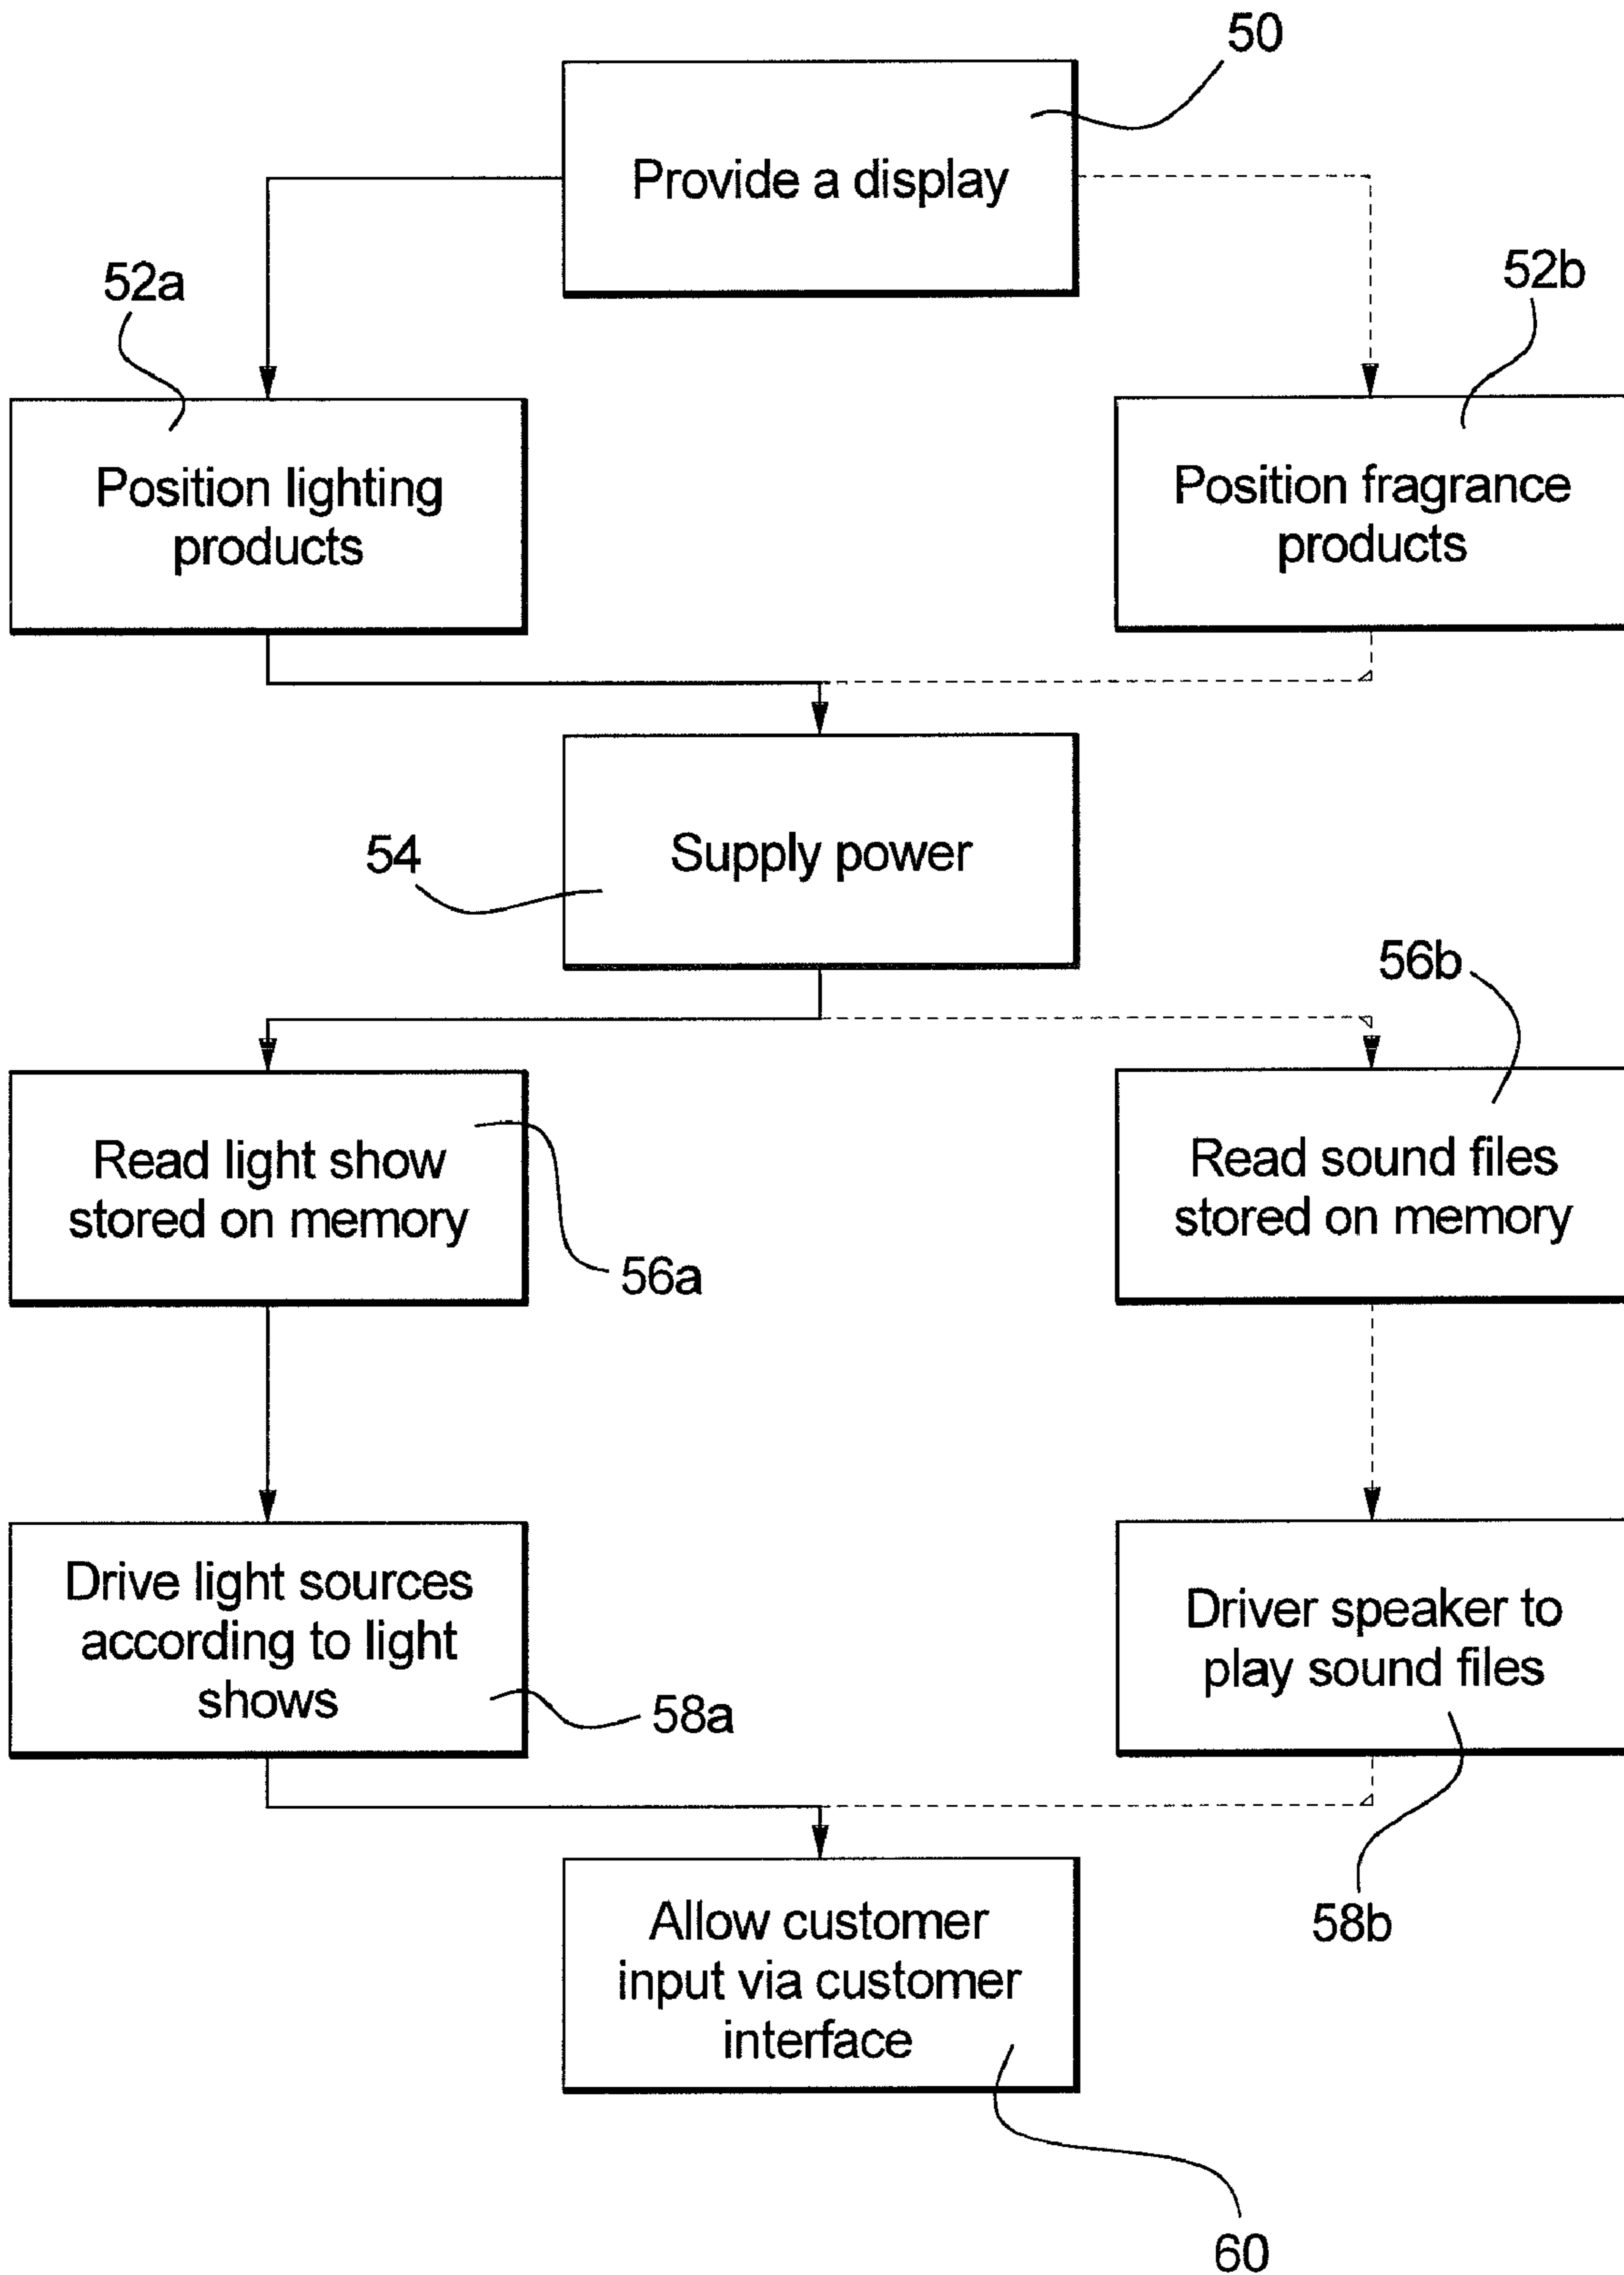 50
Provide a display
52a
52b
Position lighting
products
Position fragrance
products
54
Supply power
56b
Read light show
stored on memory
56a
Read sound files
stored on memory
Drive light sources
according to light
shows
58a
Driver speaker to
play sound files
58b
Allow customer
input via customer
interface
60